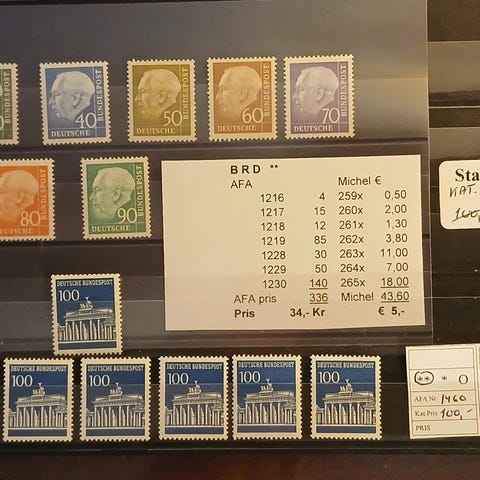 BUNDESPOST
40
BUNDESPOST
DEUTSCHE
50
BUNDESPOST
DEUTSCHE
60
BUNDESPOST
DEUTSCHE
70
BUNDESPOST
DEUTSCHE
80
BUNDESPOST
90
BUNDESPOST
DEUTSCHE
BRD **
AFA Michel €
1216 4 259x 0,50
1217 15 260x 2,00
1218 12 261x 1,30
1219 85 262x 3,80
1228 30 263x 11,00
1229 50 264x 7,00
1230 140 265x 18,00
AFA pris 336 Michel 43,60
Pris 34,- Kr € 5,-
Sta
KAT.
100,
DEUTSCHE BUNDESPOST
100
DEUTSCHE BUNDESPOST
100
DEUTSCHE BUNDESPOST
100
DEUTSCHE BUNDESPOST
100
DEUTSCHE BUNDESPOST
100
DEUTSCHE BUNDESPOST
100
** * O
AFA Nr 1460
Kat Pris 100,-
PRIS